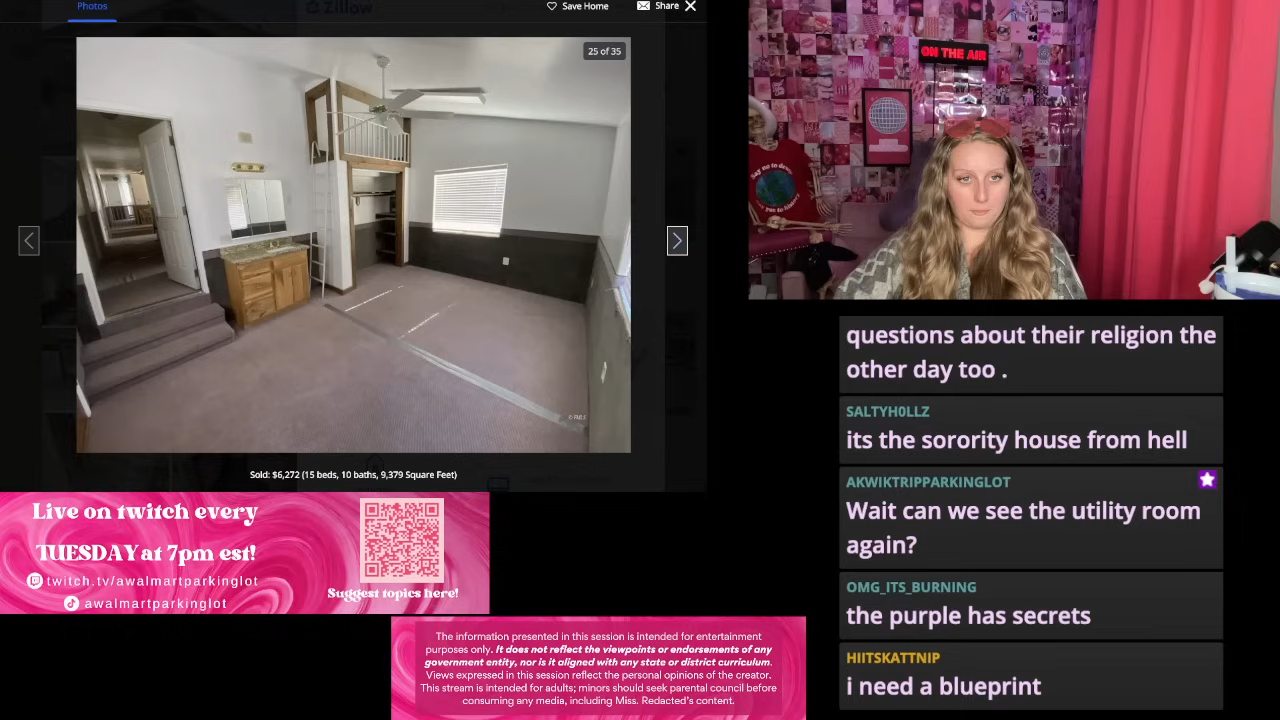 Photos
Zillow
Save Home
Share
25 of 35
Sold: $6,272 (15 beds, 10 baths, 9,379 Square Feet)
ON THE AIR
questions about their religion the
other day too .
SALTYH0LLZ
its the sorority house from hell
AKWIKTRIPPARKINGLOT
Wait can we see the utility room
again?
OMG_ITS_BURNING
the purple has secrets
HIITSKATTNIP
i need a blueprint
Live on twitch every
TUESDAY at 7pm est!
twitch.tv/awalmartparkinglot
awalmartparkinglot
Suggest topics here!
The information presented in this session is intended for entertainment
purposes only. It does not reflect the viewpoints or endorsements of any
government entity, nor is it aligned with any state or district curriculum.
Views expressed in this session reflect the personal opinions of the creator.
This stream is intended for adults; minors should seek parental council before
consuming any media, including Miss. Redacted's content.